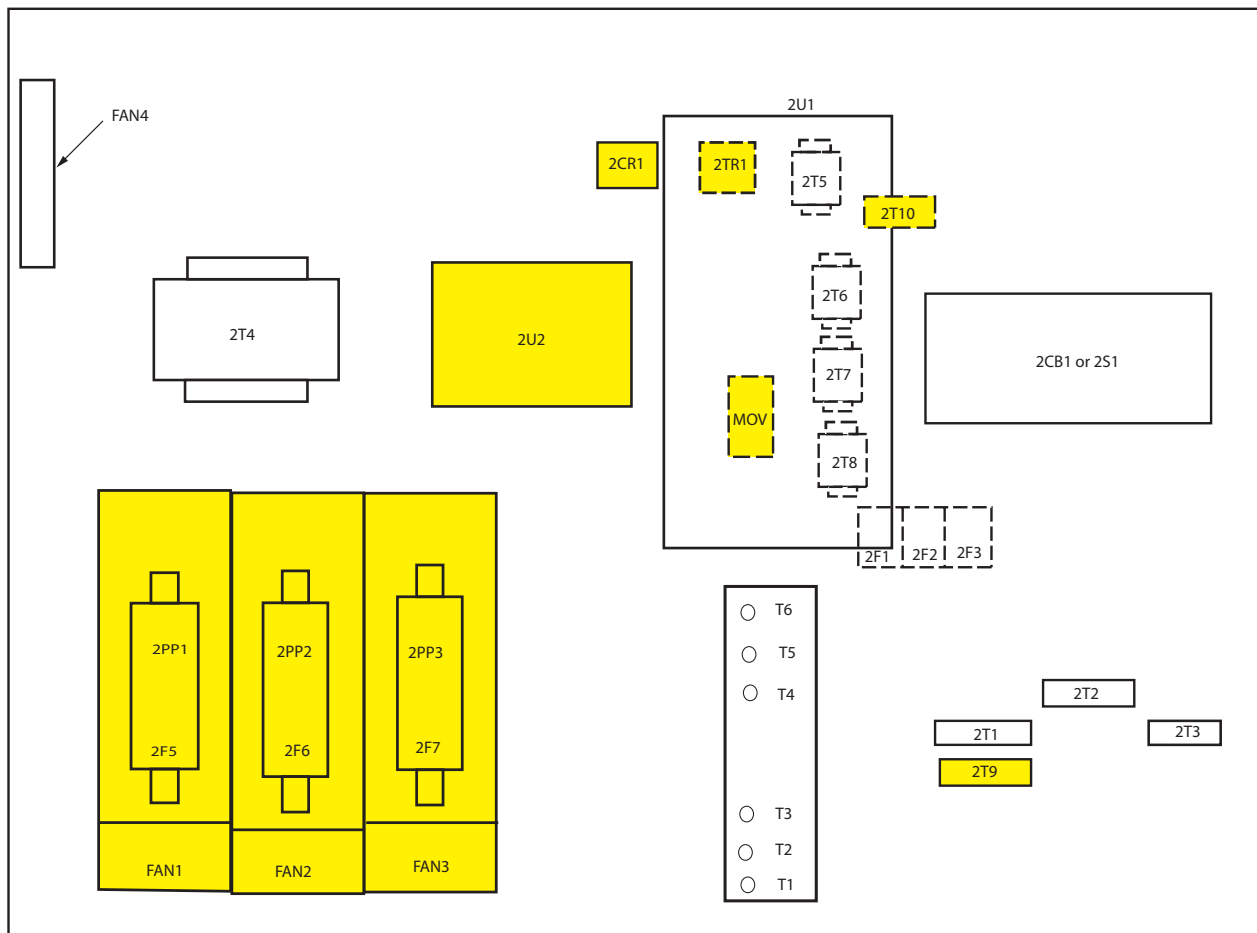 2U1
FAN4
2CR1
2TR1
2T5
2T10
2T6
2T4
2U2
2T7
2CB1 or 2S1
MOV
2T8
2F1
2F2
2F3
T6
2PP1
2PP2
2PP3
T5
T4
2T2
2T1
2T3
2F5
2F6
2F7
2T9
T3
T2
FAN1
FAN2
FAN3
T1